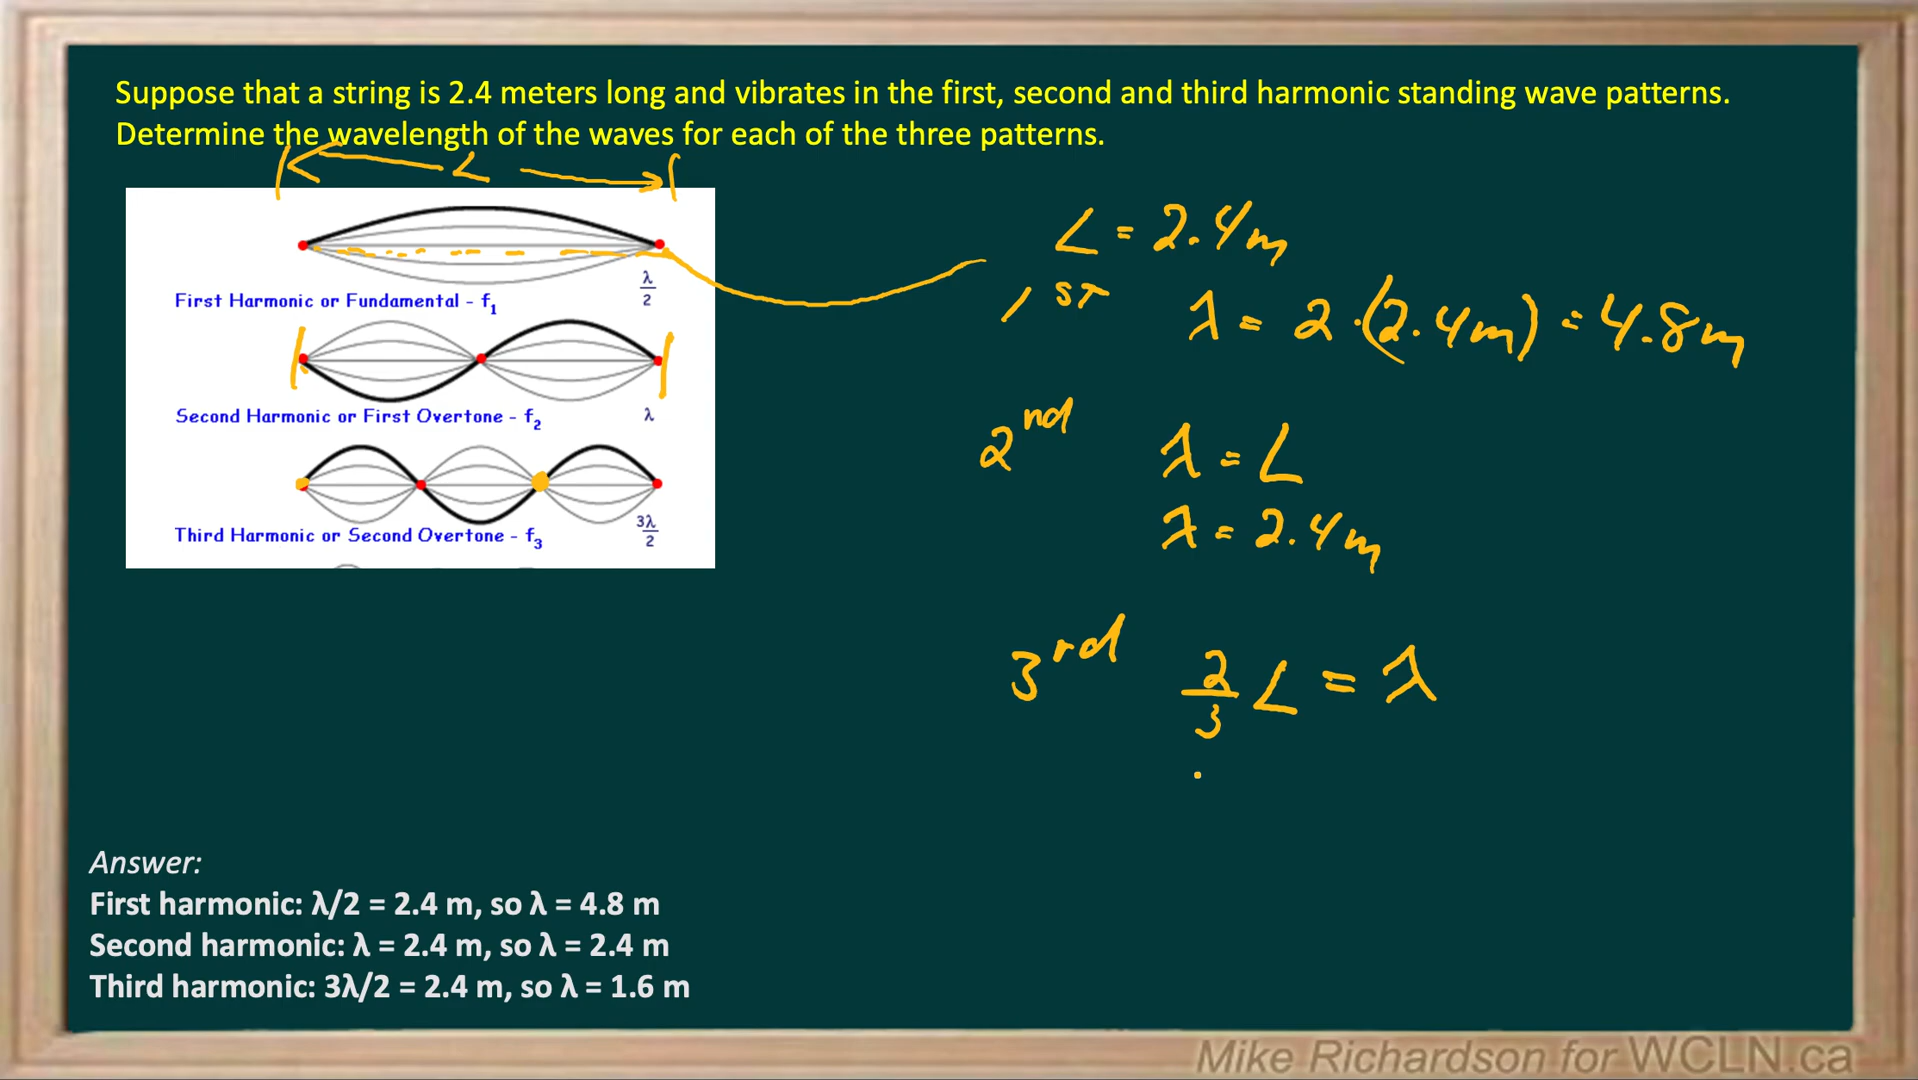 Suppose that a string is 2.4 meters long and vibrates in the first, second and third harmonic standing wave patterns.
Determine the wavelength of the waves for each of the three patterns.
L
λ/2
First Harmonic or Fundamental - f₁
Second Harmonic or First Overtone - f₂
λ
3λ/2
Third Harmonic or Second Overtone - f₃
L = 2.4m
1ST λ = 2·(2.4m) = 4.8m
2nd λ = L
λ = 2.4m
3rd 2/3 L = λ
Answer:
First harmonic: λ/2 = 2.4 m, so λ = 4.8 m
Second harmonic: λ = 2.4 m, so λ = 2.4 m
Third harmonic: 3λ/2 = 2.4 m, so λ = 1.6 m
Mike Richardson for WCLN.ca